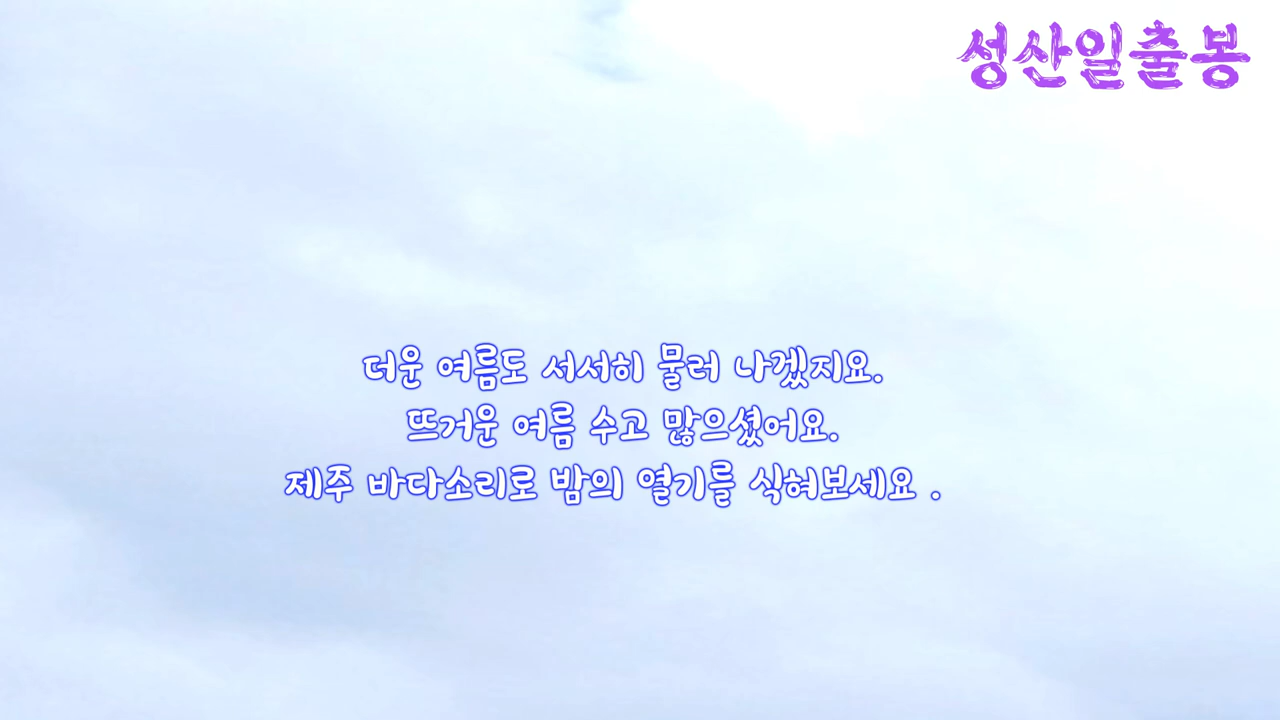 성산일출봉
더운 여름도 서서히 물러 나겠지요.
뜨거운 여름 수고 많으셨어요.
제주 바다소리로 밤의 열기를 식혀보세요 .